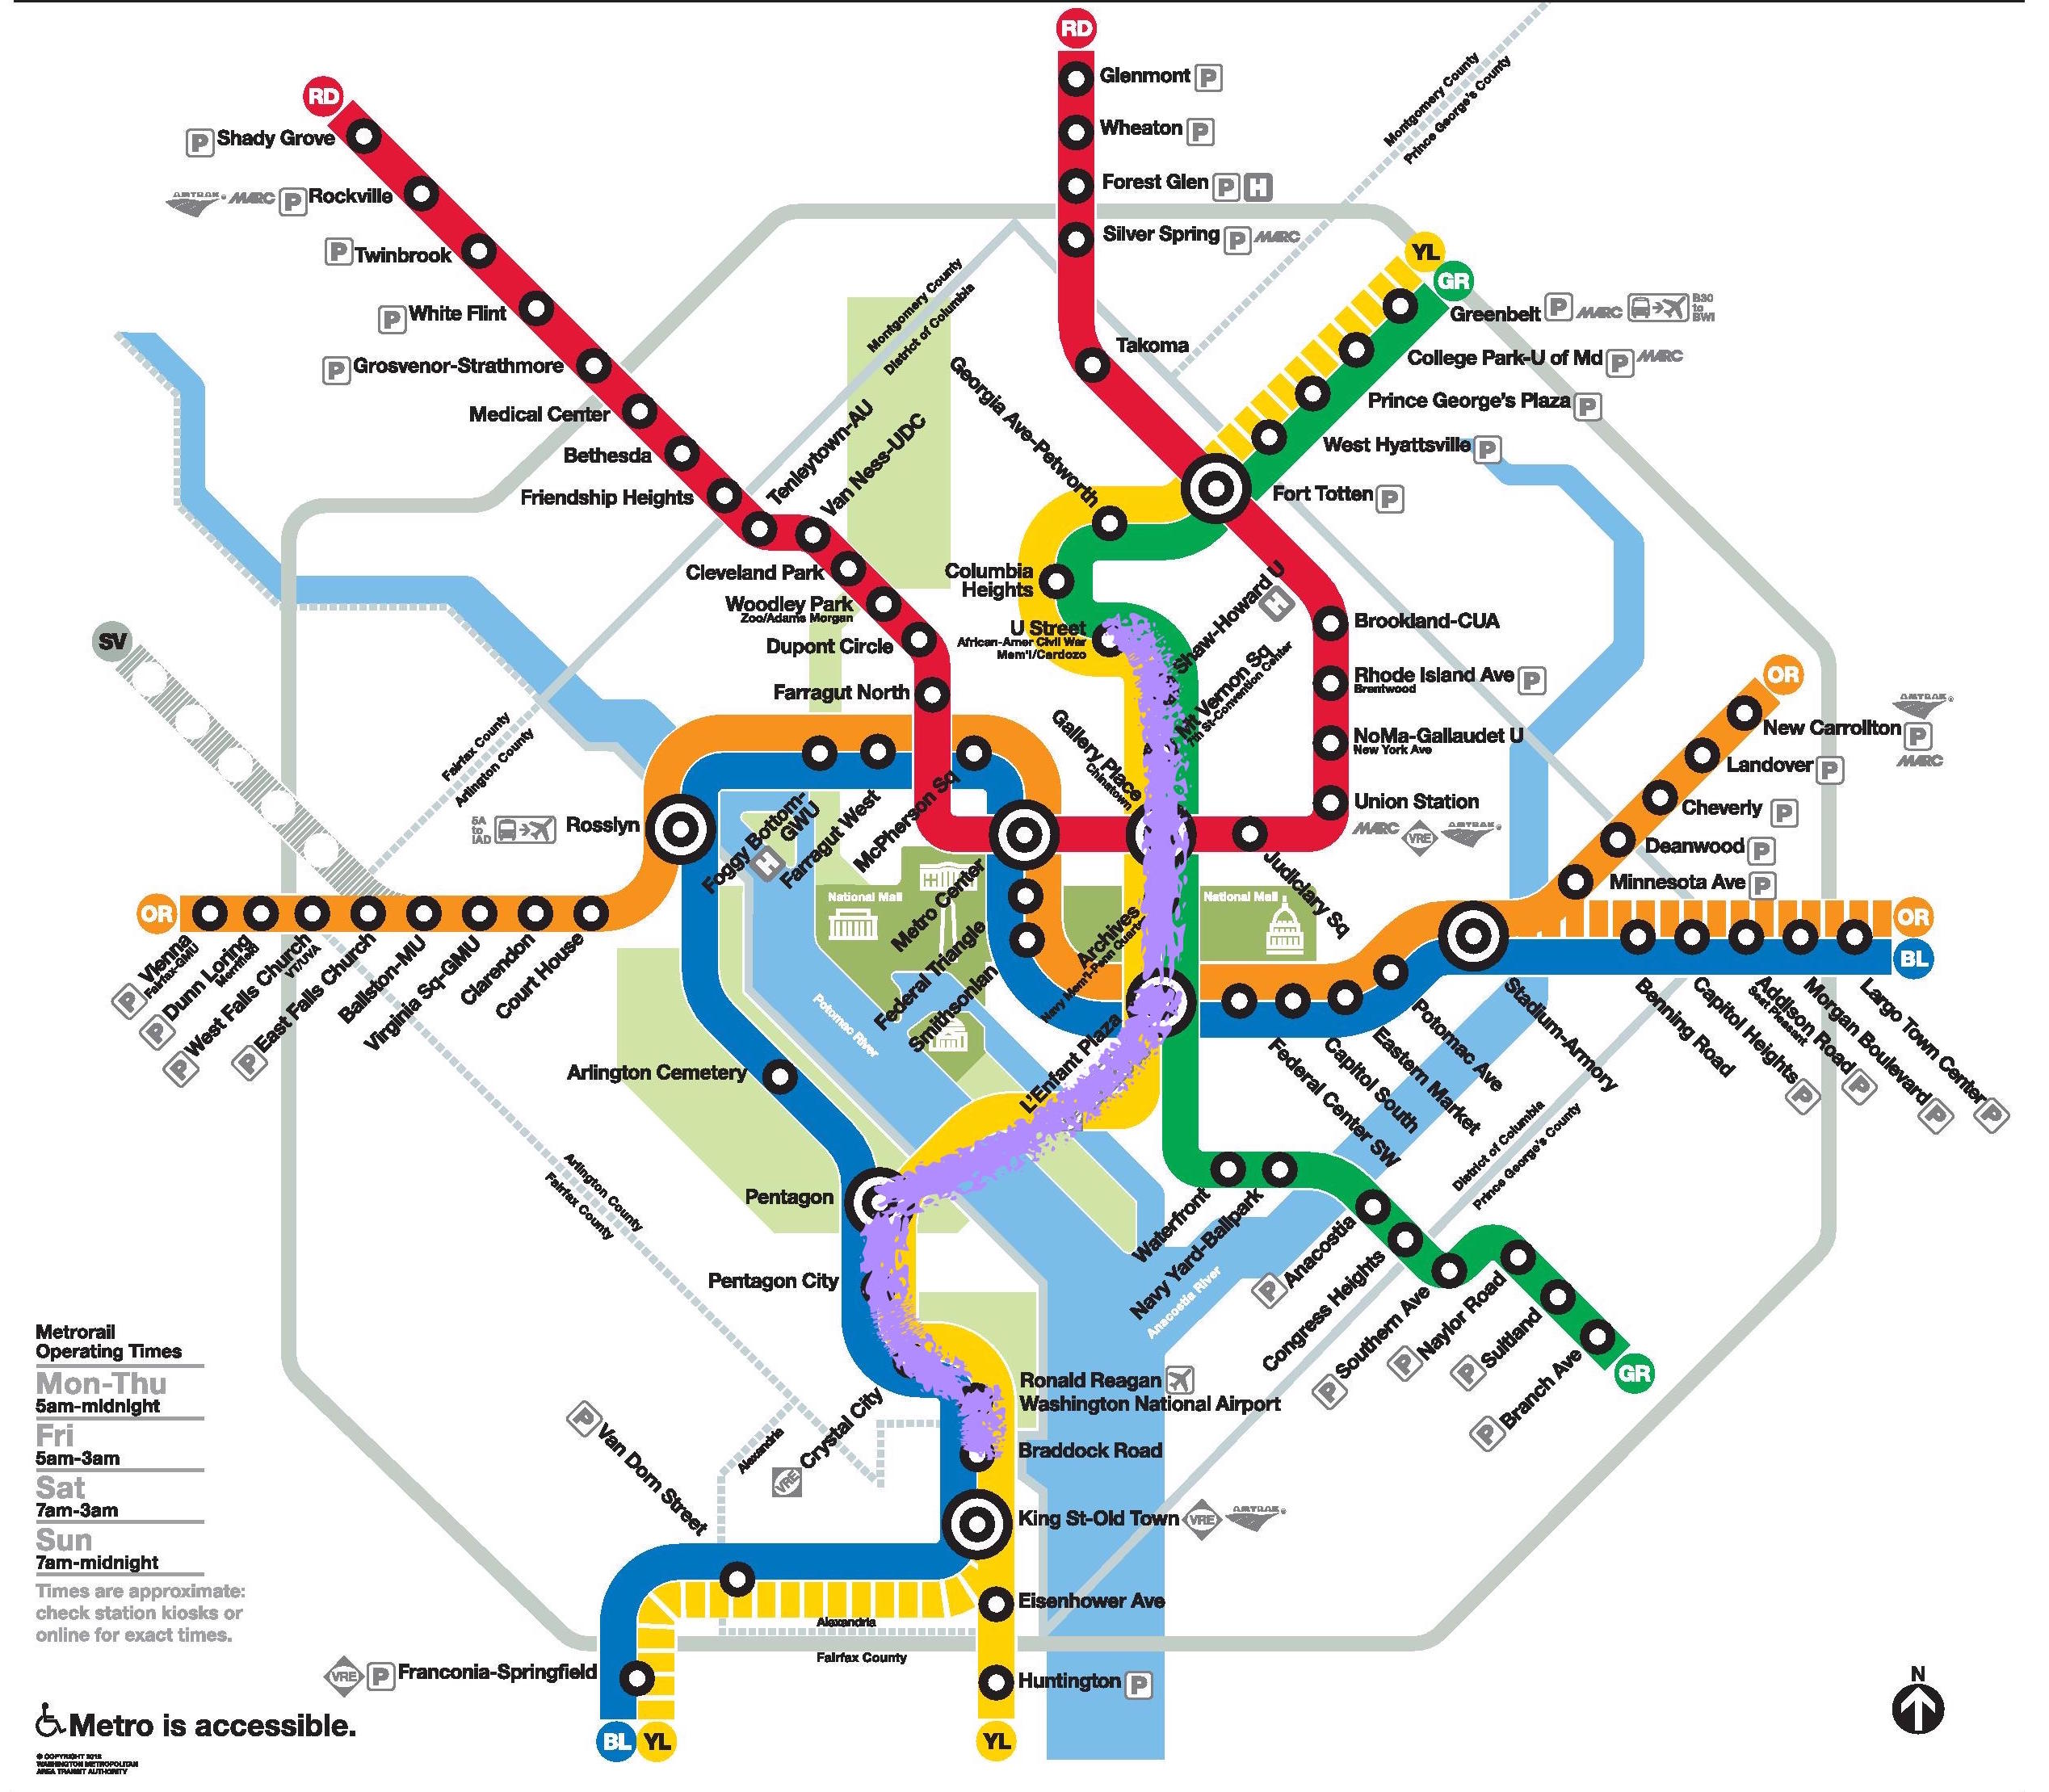 RD
Glenmont P
Wheaton P
Forest Glen P H
Silver Spring P MARC
Takoma
Montgomery County
Prince George's County
RD
P Shady Grove
AMTRAK MARC P Rockville
P Twinbrook
P White Flint
P Grosvenor-Strathmore
Medical Center
Bethesda
Friendship Heights
Tenleytown-AU
Van Ness-UDC
Cleveland Park
Woodley Park
Zoo/Adams Morgan
Dupont Circle
Farragut North
Montgomery County
District of Columbia
YL
GR
Greenbelt P MARC B30
to
BWI
College Park-U of Md P MARC
Prince George's Plaza P
West Hyattsville P
Fort Totten P
Georgia Ave-Petworth
Columbia
Heights
U Street
African-Amer Civil War
Mem'l/Cardozo
Shaw-Howard U
H
Mt Vernon Sq
7th St-Convention Center
Gallery Place
Chinatown
Brookland-CUA
Rhode Island Ave P
Brentwood
NoMa-Gallaudet U
New York Ave
Union Station
MARC VRE AMTRAK
Judiciary Sq
SV
Fairfax County
Arlington County
5A
to
IAD
Rosslyn
Foggy Bottom-
GWU
H
Farragut West
McPherson Sq
Metro Center
Federal Triangle
Smithsonian
National Mall
National Mall
Archives
Navy Mem'l-Penn Quarter
L'Enfant Plaza
Potomac River
OR
Vienna
Fairfax-GMU
P
Dunn Loring
Merrifield
P
West Falls Church
VT/UVA
P
East Falls Church
P
Ballston-MU
Virginia Sq-GMU
Clarendon
Court House
OR
AMTRAK
New Carrollton P
MARC
Landover P
Cheverly P
Deanwood P
Minnesota Ave P
OR
BL
Federal Center SW
Capitol South
Eastern Market
Potomac Ave
Stadium-Armory
Benning Road
Capitol Heights P
Addison Road P
Seat Pleasant
Morgan Boulevard P
Largo Town Center P
District of Columbia
Prince George's County
Arlington Cemetery
Arlington County
Fairfax County
Pentagon
Pentagon City
Crystal City
VRE
Ronald Reagan
Washington National Airport
Braddock Road
King St-Old Town VRE AMTRAK
Eisenhower Ave
Huntington P
YL
P Van Dorn Street
Alexandria
Alexandria
Fairfax County
VRE P Franconia-Springfield
BL YL
Waterfront
Navy Yard-Ballpark
Anacostia River
P Anacostia
Congress Heights
P Southern Ave
P Naylor Road
P Suitland
P Branch Ave
GR
Metrorail
Operating Times
Mon-Thu
5am-midnight
Fri
5am-3am
Sat
7am-3am
Sun
7am-midnight
Times are approximate:
check station kiosks or
online for exact times.
Metro is accessible.
© COPYRIGHT 2012
WASHINGTON METROPOLITAN
AREA TRANSIT AUTHORITY
N